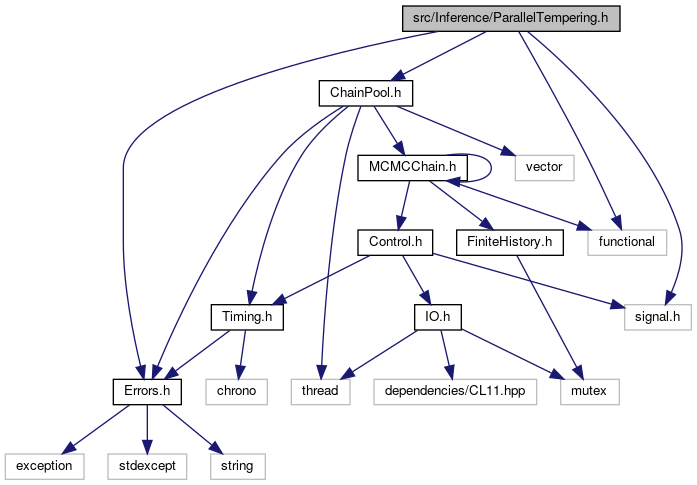 src/Inference/ParallelTempering.h
ChainPool.h
MCMCChain.h
vector
Control.h
FiniteHistory.h
functional
Timing.h
IO.h
signal.h
Errors.h
chrono
thread
dependencies/CL11.hpp
mutex
exception
stdexcept
string